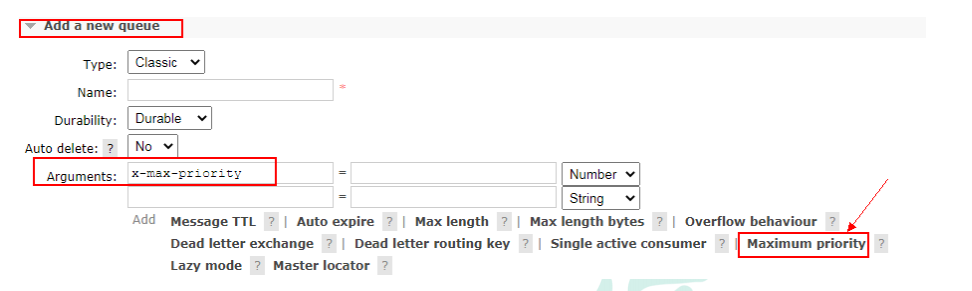 Add a new queue
Type: Classic
Name: *
Durability: Durable
Auto delete: ? No
Arguments: x-max-priority = Number
= String
Add Message TTL ? | Auto expire ? | Max length ? | Max length bytes ? | Overflow behaviour ?
Dead letter exchange ? | Dead letter routing key ? | Single active consumer ? | Maximum priority ?
Lazy mode ? Master locator ?